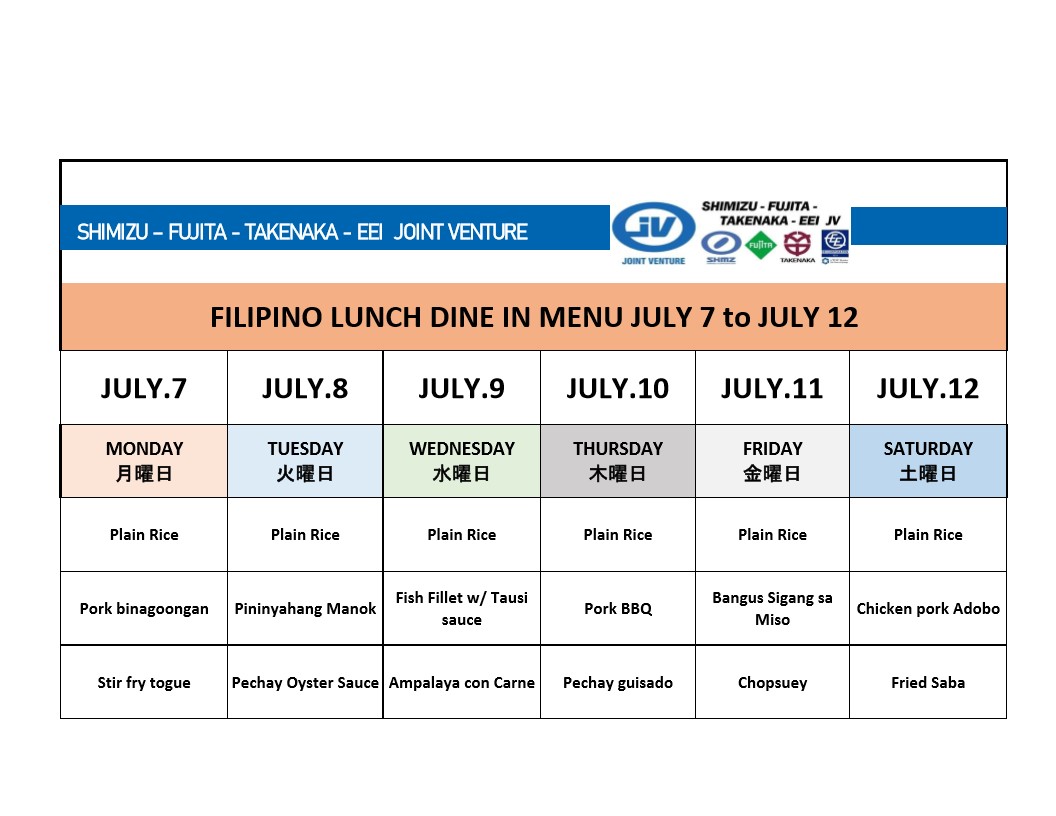 SHIMIZU – FUJITA - TAKENAKA - EEI JOINT VENTURE
JV
JOINT VENTURE
SHIMIZU - FUJITA -
TAKENAKA - EEI JV
SHMZ
FUJITA
TAKENAKA
FILIPINO LUNCH DINE IN MENU JULY 7 to JULY 12
JULY.7
JULY.8
JULY.9
JULY.10
JULY.11
JULY.12
MONDAY
月曜日
TUESDAY
火曜日
WEDNESDAY
水曜日
THURSDAY
木曜日
FRIDAY
金曜日
SATURDAY
土曜日
Plain Rice
Plain Rice
Plain Rice
Plain Rice
Plain Rice
Plain Rice
Pork binagoongan
Pininyahang Manok
Fish Fillet w/ Tausi
sauce
Pork BBQ
Bangus Sigang sa
Miso
Chicken pork Adobo
Stir fry togue
Pechay Oyster Sauce
Ampalaya con Carne
Pechay guisado
Chopsuey
Fried Saba